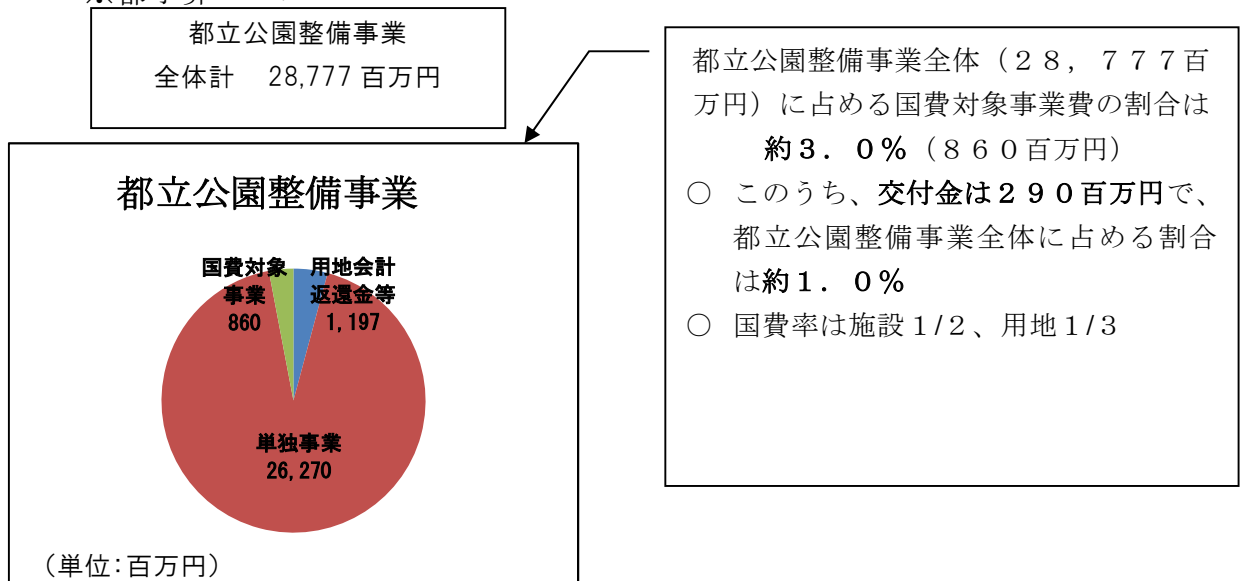 都立公園整備事業
全体計　28,777 百万円
都立公園整備事業
国費対象
事業
860
用地会計
返還金等
1,197
単独事業
26,270
（単位：百万円）
都立公園整備事業全体（２８，７７７百
万円）に占める国費対象事業費の割合は
約３．０％（８６０百万円）
○　このうち、交付金は２９０百万円で、
都立公園整備事業全体に占める割合
は約１．０％
○　国費率は施設１/２、用地１/３